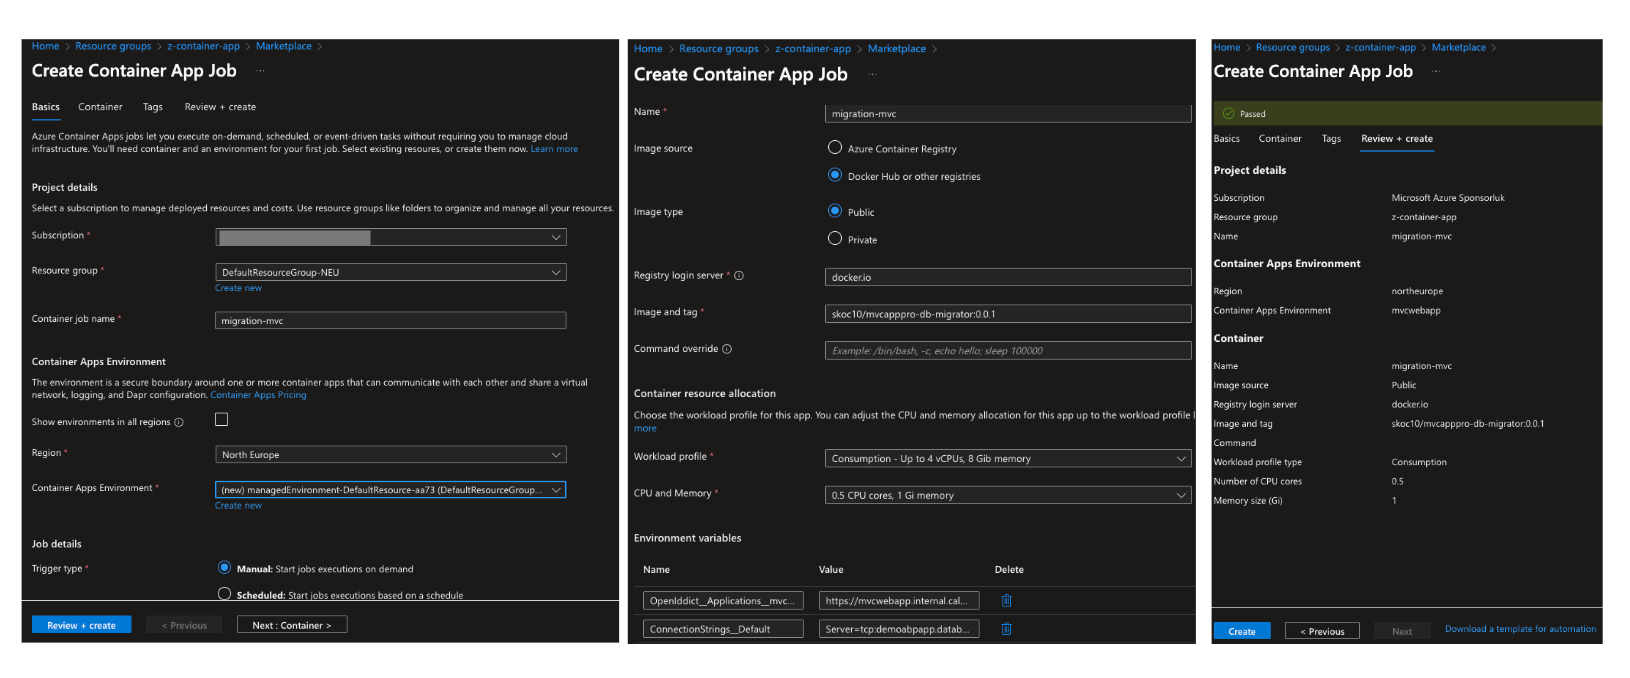 Home > Resource groups > z-container-app > Marketplace >
Create Container App Job ...
Basics Container Tags Review + create
Azure Container Apps jobs let you execute on-demand, scheduled, or event-driven tasks without requiring you to manage cloud
infrastructure. You'll need container and an environment for your first job. Select existing resoures, or create them now. Learn more
Project details
Select a subscription to manage deployed resources and costs. Use resource groups like folders to organize and manage all your resources.
Subscription *
Resource group * DefaultResourceGroup-NEU
Create new
Container job name * migration-mvc
Container Apps Environment
The environment is a secure boundary around one or more container apps that can communicate with each other and share a virtual
network, logging, and Dapr configuration. Container Apps Pricing
Show environments in all regions
Region * North Europe
Container Apps Environment * (new) managedEnvironment-DefaultResource-aa73 (DefaultResourceGroup...
Create new
Job details
Trigger type * Manual: Start jobs executions on demand
Scheduled: Start jobs executions based on a schedule
Review + create < Previous Next : Container >
Home > Resource groups > z-container-app > Marketplace >
Create Container App Job ...
Name * migration-mvc
Image source Azure Container Registry
Docker Hub or other registries
Image type Public
Private
Registry login server * docker.io
Image and tag * skoc10/mvcapppro-db-migrator:0.0.1
Command override Example: /bin/bash, -c, echo hello; sleep 100000
Container resource allocation
Choose the workload profile for this app. You can adjust the CPU and memory allocation for this app up to the workload profile l
more
Workload profile * Consumption - Up to 4 vCPUs, 8 Gib memory
CPU and Memory * 0.5 CPU cores, 1 Gi memory
Environment variables
Name Value Delete
OpenIddict__Applications__mvc... https://mvcwebapp.internal.cal...
ConnectionStrings__Default Server=tcp:demoabpapp.datab...
Home > Resource groups > z-container-app > Marketplace >
Create Container App Job ...
Passed
Basics Container Tags Review + create
Project details
Subscription Microsoft Azure Sponsorluk
Resource group z-container-app
Name migration-mvc
Container Apps Environment
Region northeurope
Container Apps Environment mvcwebapp
Container
Name migration-mvc
Image source Public
Registry login server docker.io
Image and tag skoc10/mvcapppro-db-migrator:0.0.1
Command
Workload profile type Consumption
Number of CPU cores 0.5
Memory size (Gi) 1
Create < Previous Next Download a template for automation